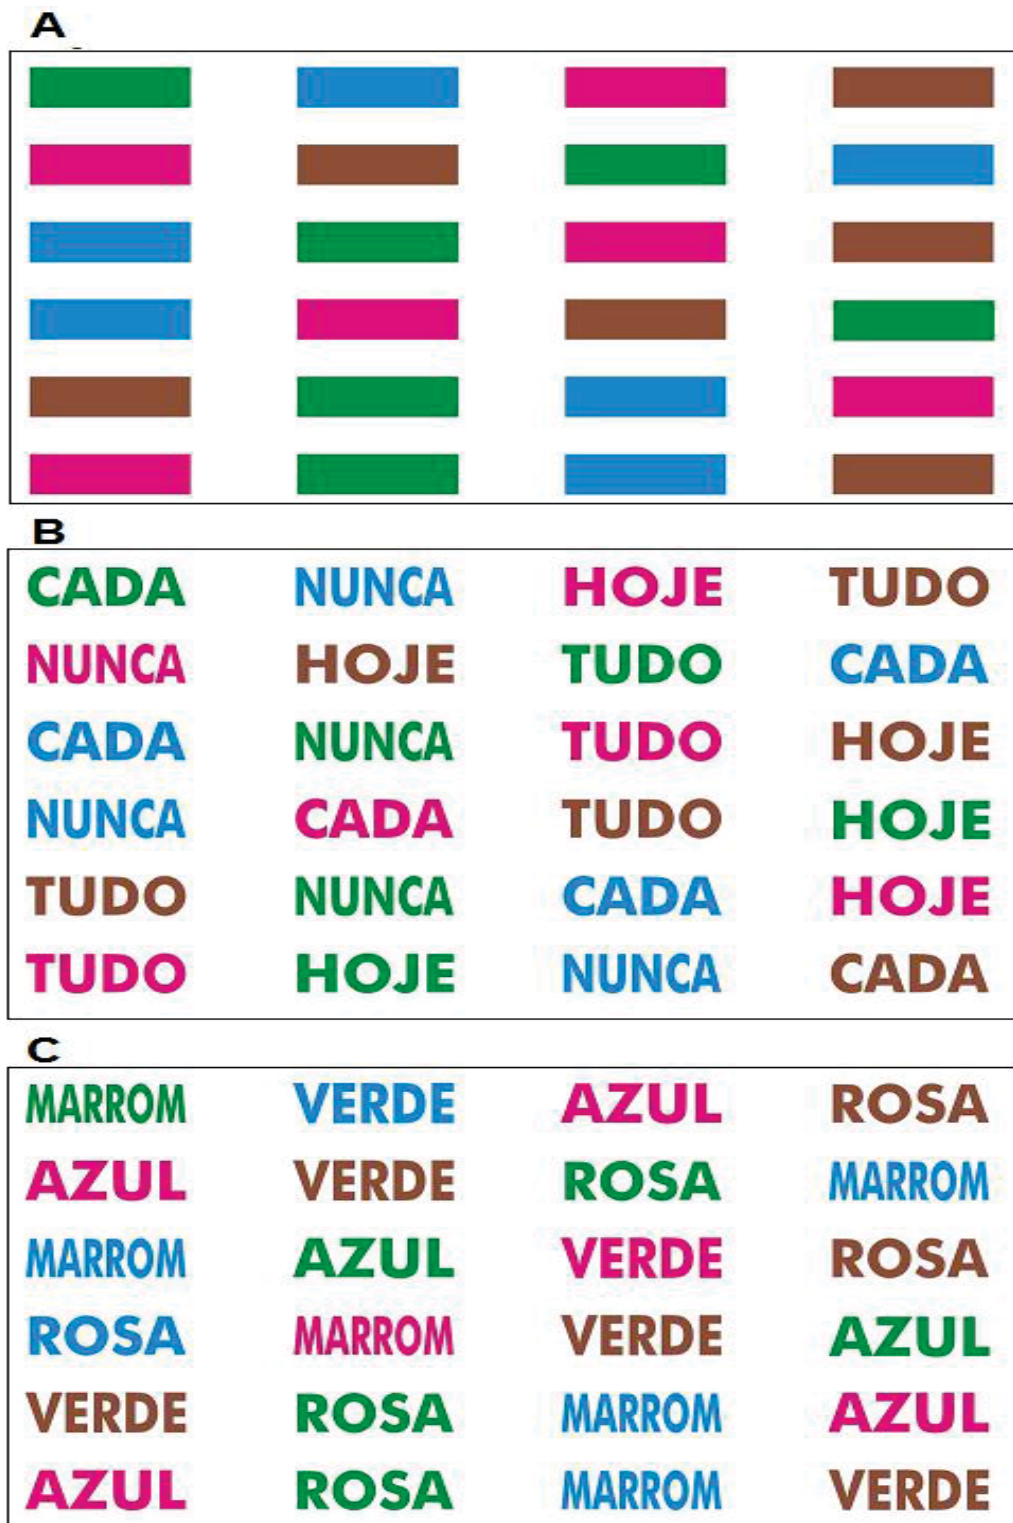 A
B
CADA NUNCA HOJE TUDO
NUNCA HOJE TUDO CADA
CADA NUNCA TUDO HOJE
NUNCA CADA TUDO HOJE
TUDO NUNCA CADA HOJE
TUDO HOJE NUNCA CADA
C
MARROM VERDE AZUL ROSA
AZUL VERDE ROSA MARROM
MARROM AZUL VERDE ROSA
ROSA MARROM VERDE AZUL
VERDE ROSA MARROM AZUL
AZUL ROSA MARROM VERDE